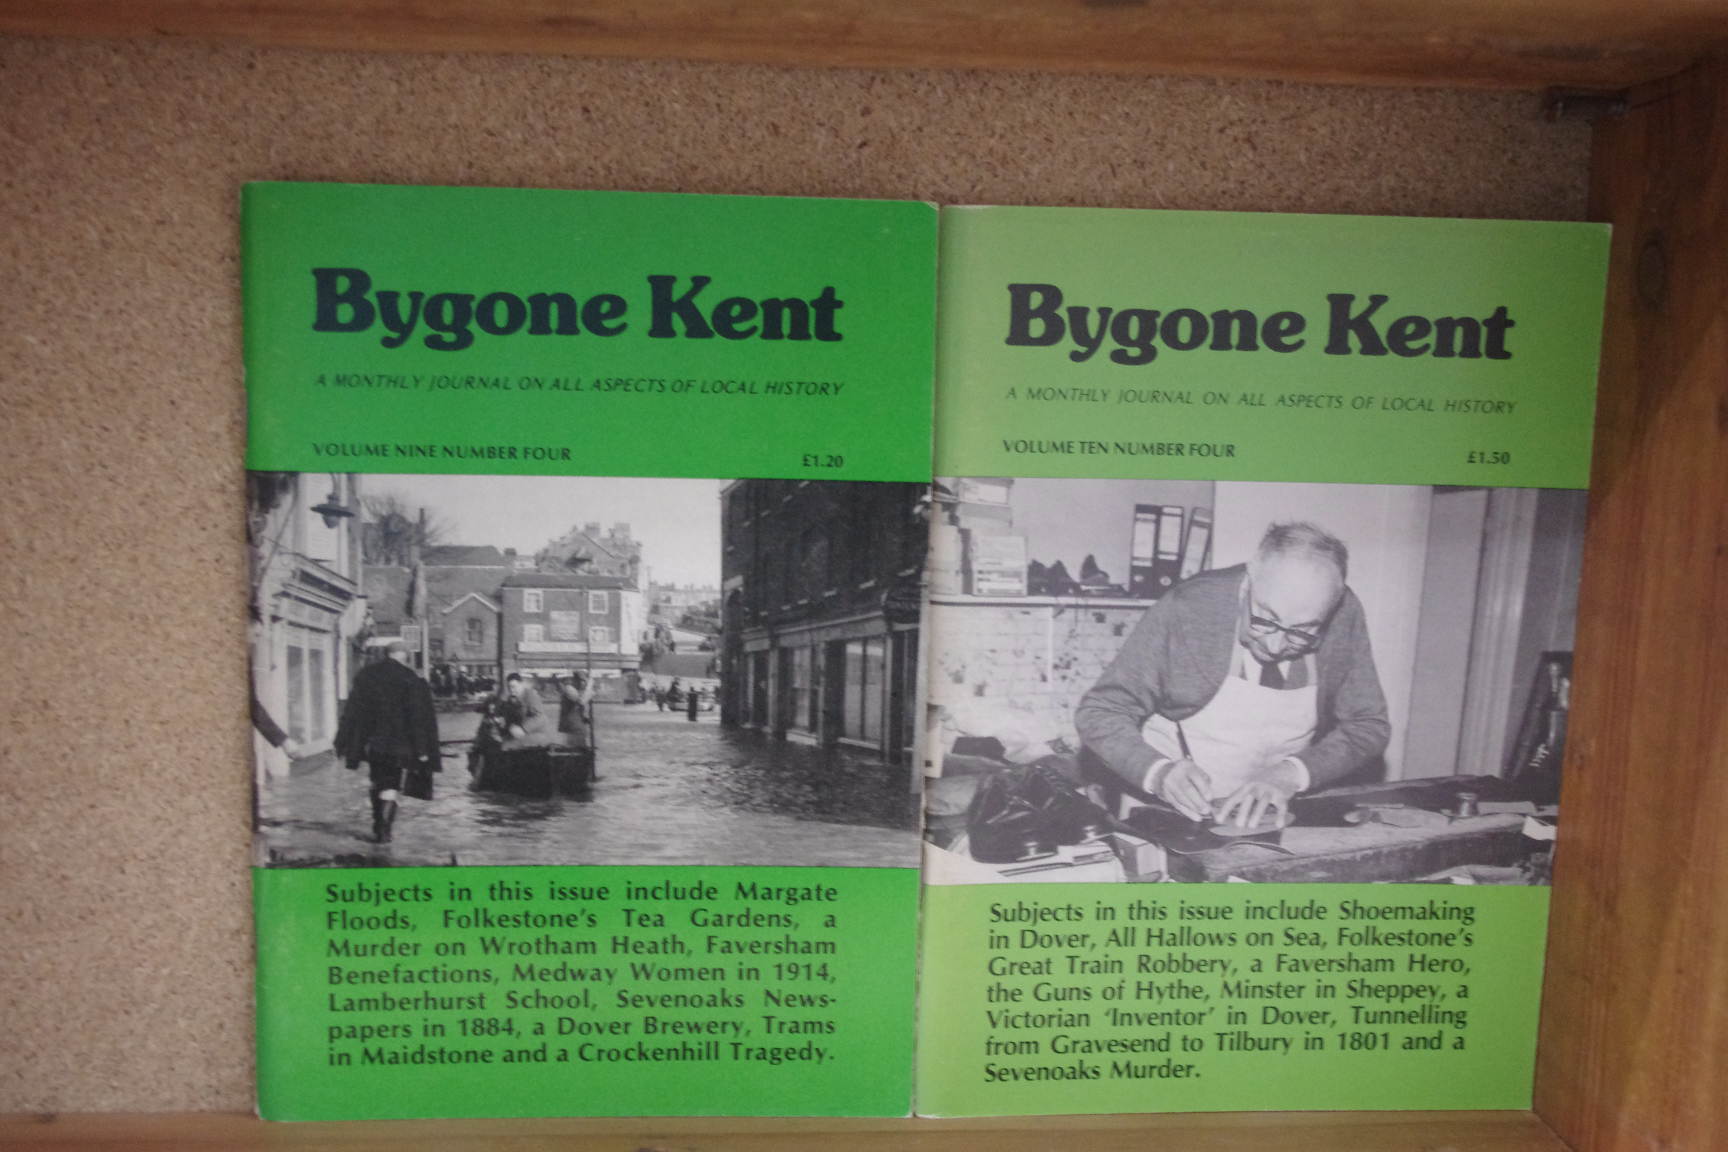 Bygone Kent
A MONTHLY JOURNAL ON ALL ASPECTS OF LOCAL HISTORY
VOLUME NINE NUMBER FOUR
£1.20
Subjects in this issue include Margate
Floods, Folkestone's Tea Gardens, a
Murder on Wrotham Heath, Faversham
Benefactions, Medway Women in 1914,
Lamberhurst School, Sevenoaks News-
papers in 1884, a Dover Brewery, Trams
in Maidstone and a Crockenhill Tragedy.
Bygone Kent
A MONTHLY JOURNAL ON ALL ASPECTS OF LOCAL HISTORY
VOLUME TEN NUMBER FOUR
£1.50
Subjects in this issue include Shoemaking
in Dover, All Hallows on Sea, Folkestone's
Great Train Robbery, a Faversham Hero,
the Guns of Hythe, Minster in Sheppey, a
Victorian 'Inventor' in Dover, Tunnelling
from Gravesend to Tilbury in 1801 and a
Sevenoaks Murder.